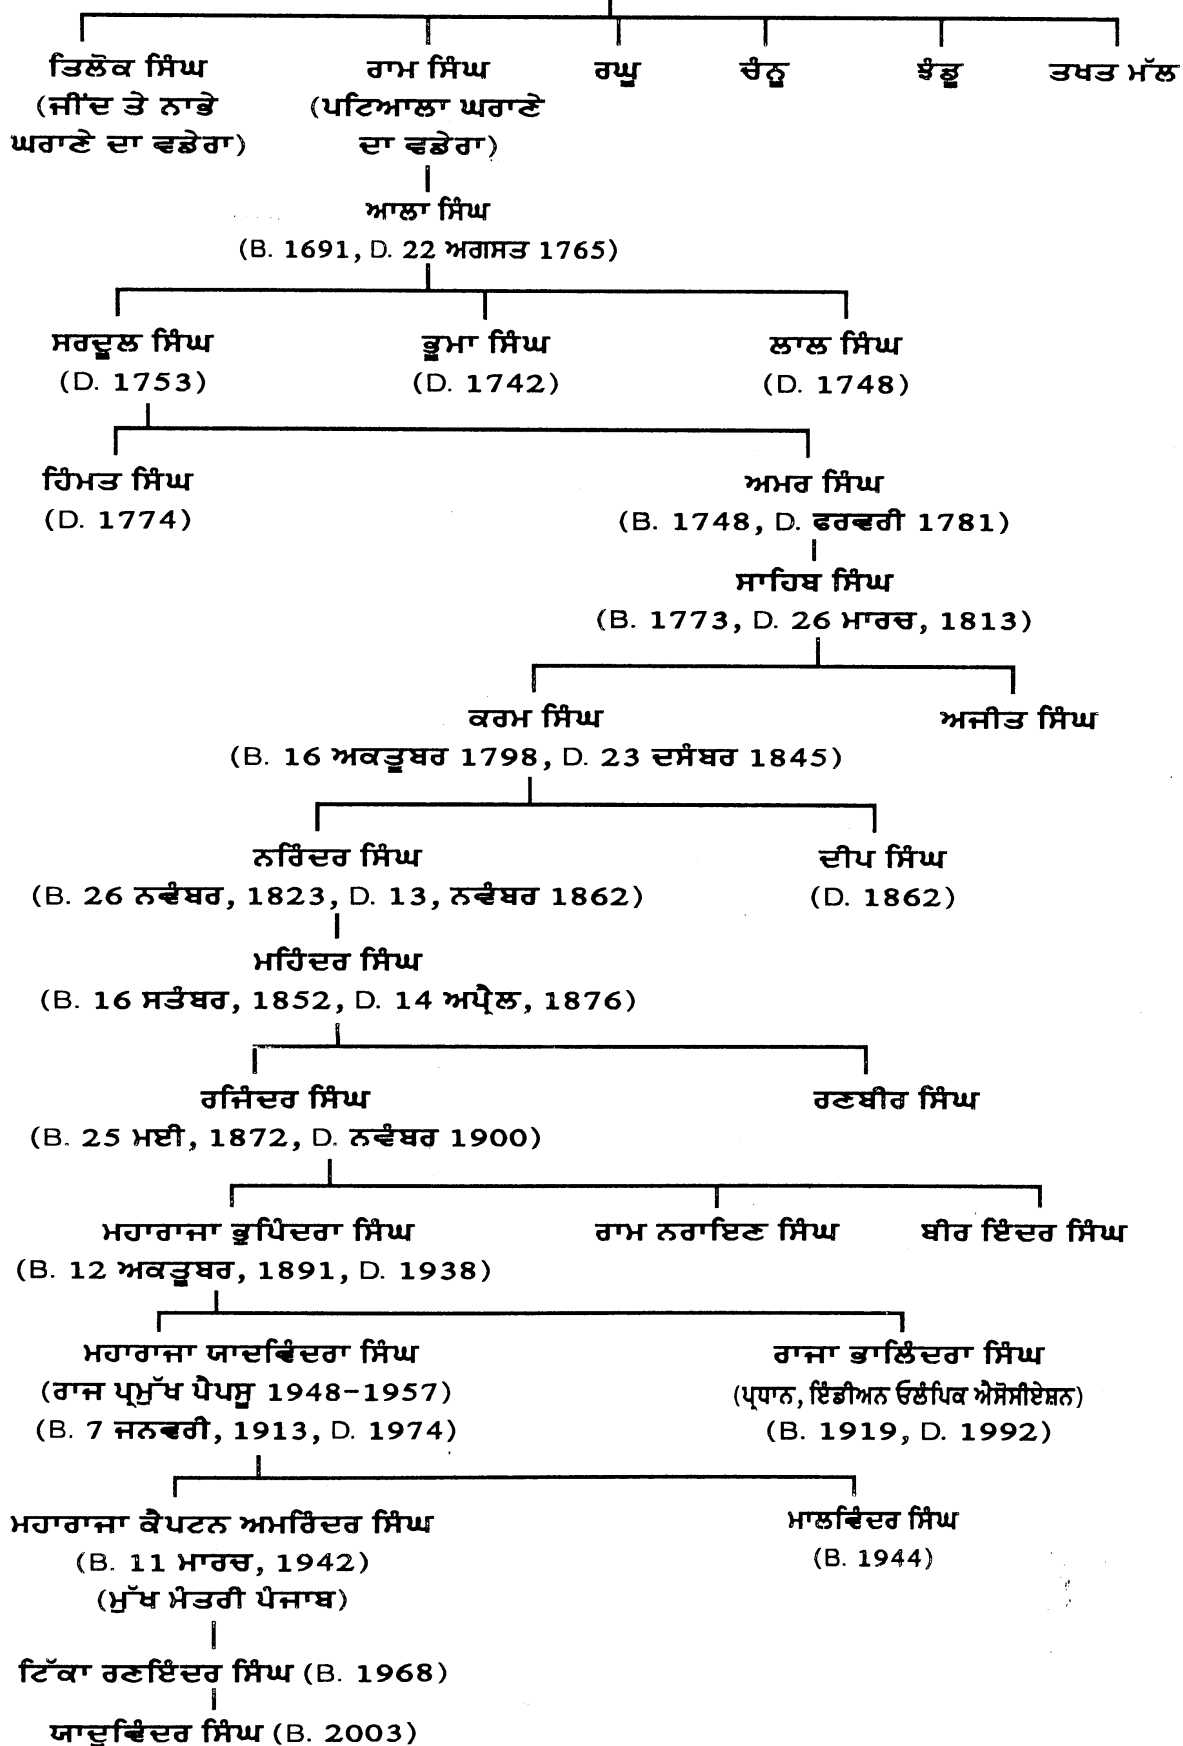 ਤਿਲੋਕ ਸਿੰਘ ਰਾਮ ਸਿੰਘ ਰਘੂ ਚੰਨੂ ਝੰਡੂ ਤਖਤ ਮੱਲ
(ਜੀਂਦ ਤੇ ਨਾਭੇ (ਪਟਿਆਲਾ ਘਰਾਣੇ
ਘਰਾਣੇ ਦਾ ਵਡੇਰਾ) ਦਾ ਵਡੇਰਾ)
ਆਲਾ ਸਿੰਘ
(B. 1691, D. 22 ਅਗਸਤ 1765)
ਸਰਦੂਲ ਸਿੰਘ ਭੂਮਾ ਸਿੰਘ ਲਾਲ ਸਿੰਘ
(D. 1753) (D. 1742) (D. 1748)
ਹਿੰਮਤ ਸਿੰਘ ਅਮਰ ਸਿੰਘ
(D. 1774) (B. 1748, D. ਫਰਵਰੀ 1781)
ਸਾਹਿਬ ਸਿੰਘ
(B. 1773, D. 26 ਮਾਰਚ, 1813)
ਕਰਮ ਸਿੰਘ ਅਜੀਤ ਸਿੰਘ
(B. 16 ਅਕਤੂਬਰ 1798, D. 23 ਦਸੰਬਰ 1845)
ਨਰਿੰਦਰ ਸਿੰਘ ਦੀਪ ਸਿੰਘ
(B. 26 ਨਵੰਬਰ, 1823, D. 13, ਨਵੰਬਰ 1862) (D. 1862)
ਮਹਿੰਦਰ ਸਿੰਘ
(B. 16 ਸਤੰਬਰ, 1852, D. 14 ਅਪ੍ਰੈਲ, 1876)
ਰਜਿੰਦਰ ਸਿੰਘ ਰਣਬੀਰ ਸਿੰਘ
(B. 25 ਮਈ, 1872, D. ਨਵੰਬਰ 1900)
ਮਹਾਰਾਜਾ ਭੁਪਿੰਦਰਾ ਸਿੰਘ ਰਾਮ ਨਰਾਇਣ ਸਿੰਘ ਬੀਰ ਇੰਦਰ ਸਿੰਘ
(B. 12 ਅਕਤੂਬਰ, 1891, D. 1938)
ਮਹਾਰਾਜਾ ਯਾਦਵਿੰਦਰਾ ਸਿੰਘ ਰਾਜਾ ਭਾਲਿੰਦਰਾ ਸਿੰਘ
(ਰਾਜ ਪ੍ਰਮੁੱਖ ਪੈਪਸੂ 1948-1957) (ਪ੍ਰਧਾਨ, ਇੰਡੀਅਨ ਓਲੰਪਿਕ ਐਸੋਸੀਏਸ਼ਨ)
(B. 7 ਜਨਵਰੀ, 1913, D. 1974) (B. 1919, D. 1992)
ਮਹਾਰਾਜਾ ਕੈਪਟਨ ਅਮਰਿੰਦਰ ਸਿੰਘ ਮਾਲਵਿੰਦਰ ਸਿੰਘ
(B. 11 ਮਾਰਚ, 1942) (B. 1944)
(ਮੁੱਖ ਮੰਤਰੀ ਪੰਜਾਬ)
ਟਿੱਕਾ ਰਣਇੰਦਰ ਸਿੰਘ (B. 1968)
ਯਾਦੁਵਿੰਦਰ ਸਿੰਘ (B. 2003)